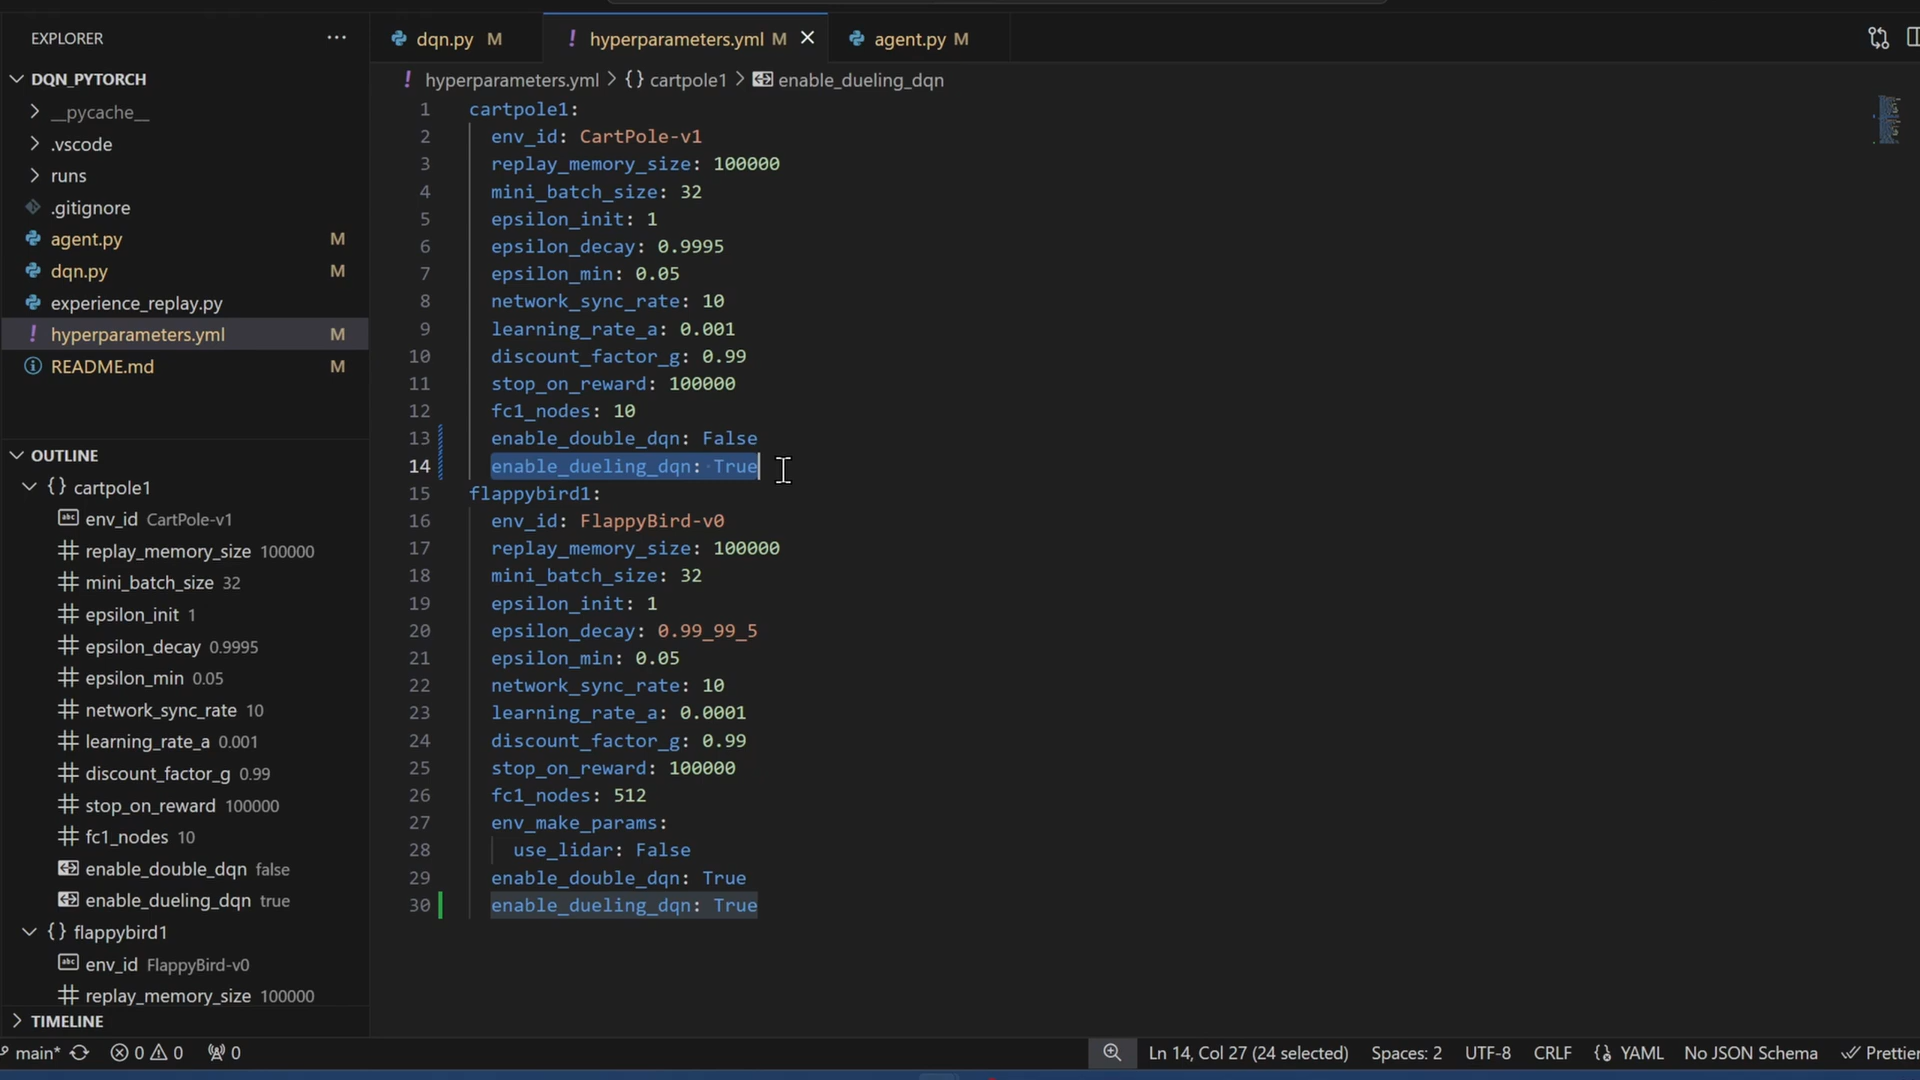 EXPLORER
DQN_PYTORCH
__pycache__
.vscode
runs
.gitignore
agent.py M
dqn.py M
experience_replay.py
hyperparameters.yml M
README.md M
OUTLINE
{} cartpole1
env_id CartPole-v1
replay_memory_size 100000
mini_batch_size 32
epsilon_init 1
epsilon_decay 0.9995
epsilon_min 0.05
network_sync_rate 10
learning_rate_a 0.001
discount_factor_g 0.99
stop_on_reward 100000
fc1_nodes 10
enable_double_dqn false
enable_dueling_dqn true
{} flappybird1
env_id FlappyBird-v0
replay_memory_size 100000
TIMELINE
dqn.py M
! hyperparameters.yml M
agent.py M
! hyperparameters.yml > {} cartpole1 > enable_dueling_dqn
1 cartpole1:
2 env_id: CartPole-v1
3 replay_memory_size: 100000
4 mini_batch_size: 32
5 epsilon_init: 1
6 epsilon_decay: 0.9995
7 epsilon_min: 0.05
8 network_sync_rate: 10
9 learning_rate_a: 0.001
10 discount_factor_g: 0.99
11 stop_on_reward: 100000
12 fc1_nodes: 10
13 enable_double_dqn: False
14 enable_dueling_dqn: True
15 flappybird1:
16 env_id: FlappyBird-v0
17 replay_memory_size: 100000
18 mini_batch_size: 32
19 epsilon_init: 1
20 epsilon_decay: 0.99_99_5
21 epsilon_min: 0.05
22 network_sync_rate: 10
23 learning_rate_a: 0.0001
24 discount_factor_g: 0.99
25 stop_on_reward: 100000
26 fc1_nodes: 512
27 env_make_params:
28 use_lidar: False
29 enable_double_dqn: True
30 enable_dueling_dqn: True
main* 0 0 0
Ln 14, Col 27 (24 selected) Spaces: 2 UTF-8 CRLF YAML No JSON Schema Prettier